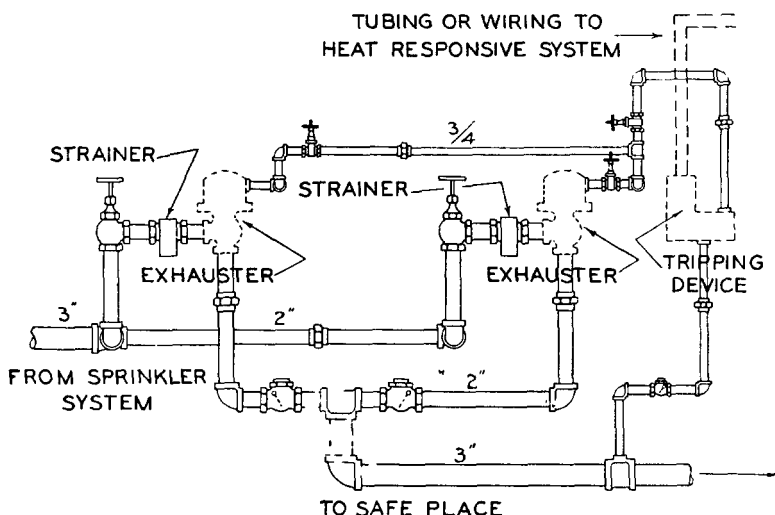 TUBING OR WIRING TO
HEAT RESPONSIVE SYSTEM
3/4
STRAINER
STRAINER
EXHAUSTER
EXHAUSTER
TRIPPING
DEVICE
3"
2"
FROM SPRINKLER
SYSTEM
" 2"
3"
TO SAFE PLACE